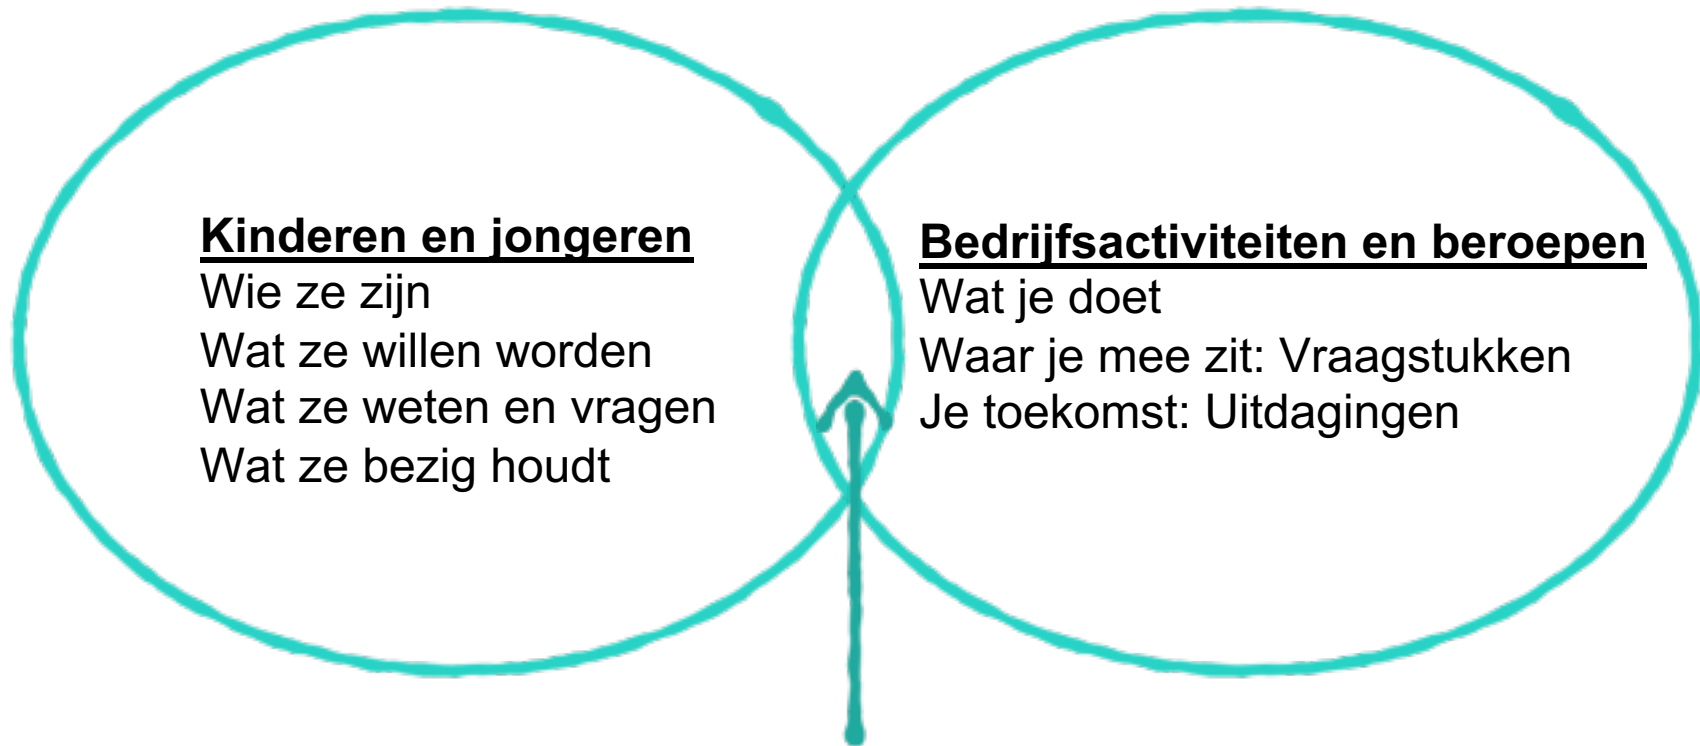 Kinderen en jongeren
Wie ze zijn
Wat ze willen worden
Wat ze weten en vragen
Wat ze bezig houdt
Bedrijfsactiviteiten en beroepen
Wat je doet
Waar je mee zit: Vraagstukken
Je toekomst: Uitdagingen